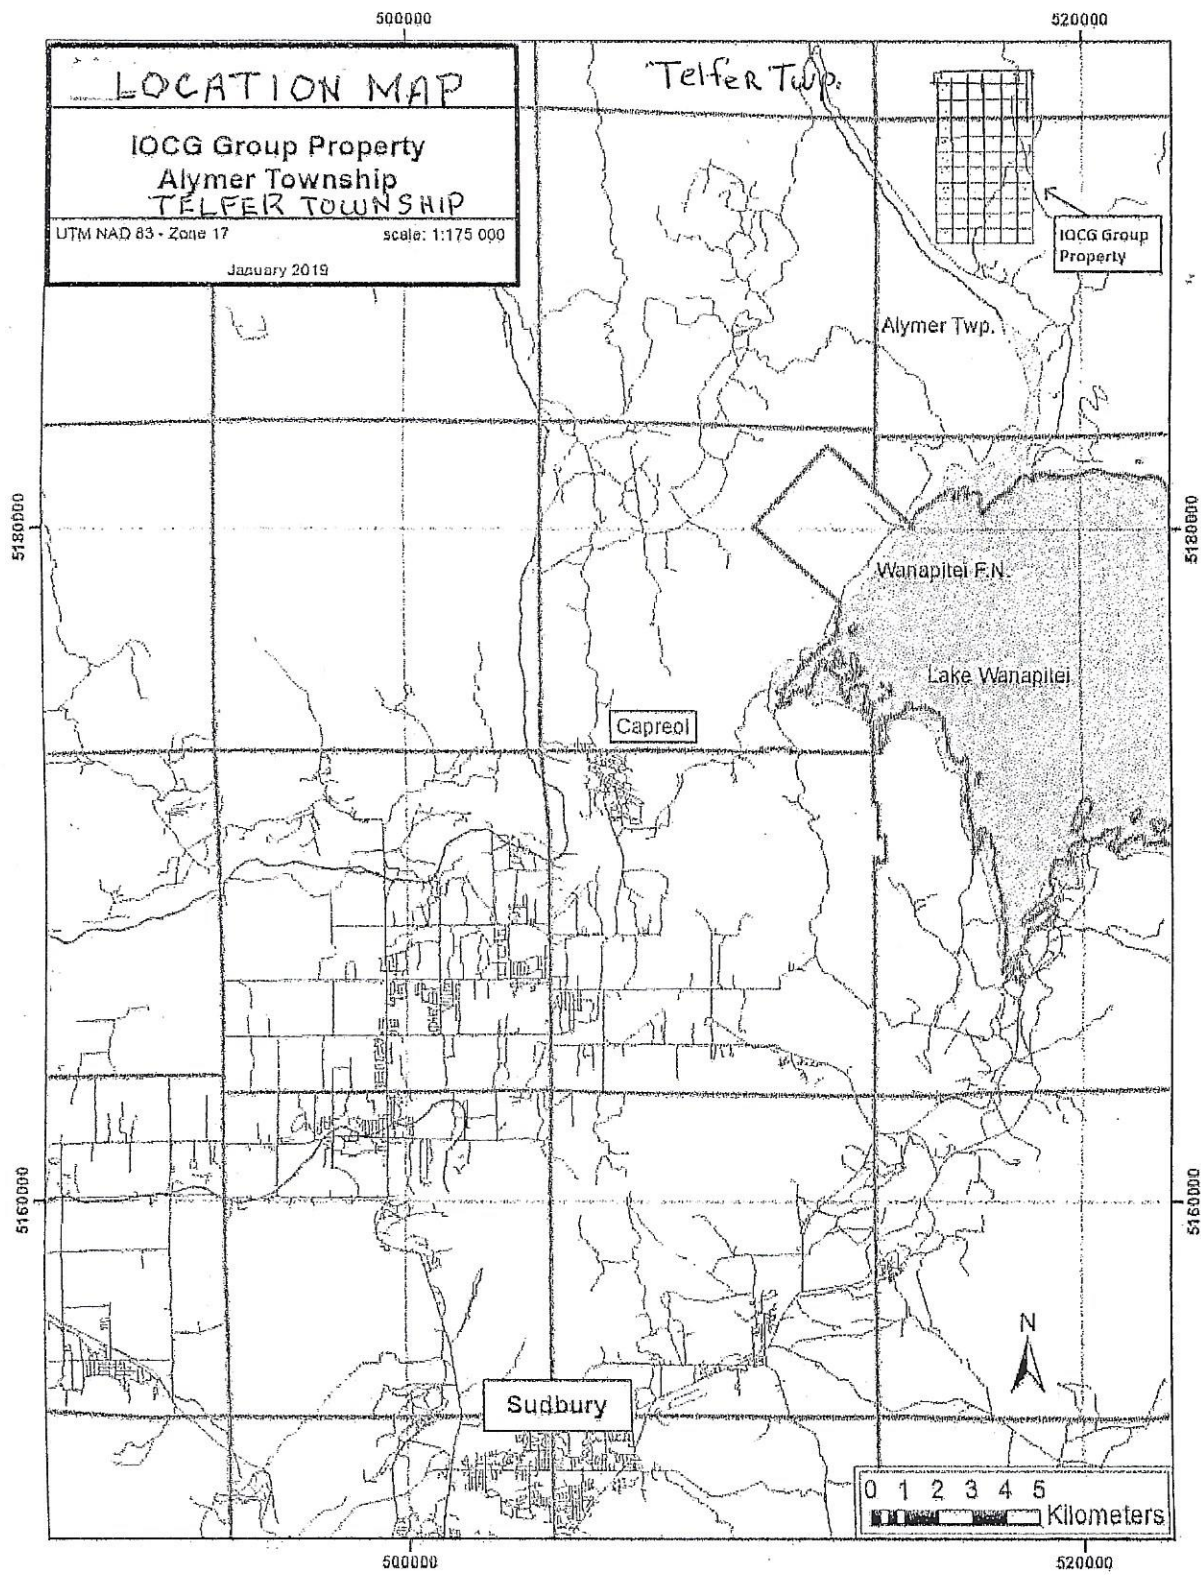 500000
520000
LOCATION MAP
IOCG Group Property
Alymer Township
TELFER TOWNSHIP
UTM NAD 83 - Zone 17
scale: 1:175 000
January 2019
Telfer Twp.
IOCG Group
Property
Alymer Twp.
5180000
5180000
Wanapitei F.N.
Lake Wanapitei
Capreol
5160000
5160000
N
Sudbury
0 1 2 3 4 5
Kilometers
500000
520000